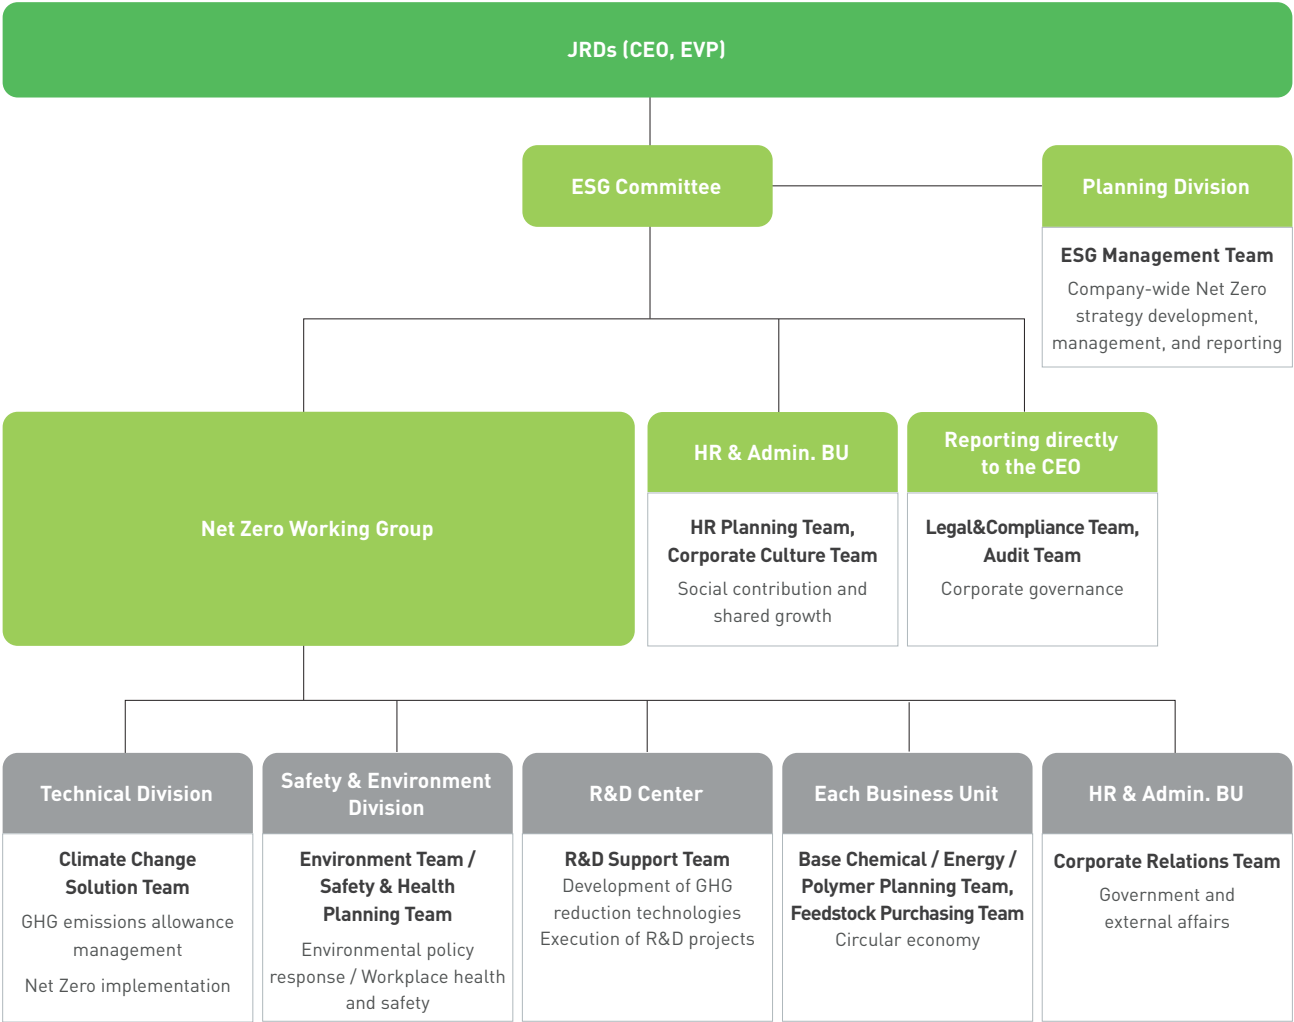 JRDs (CEO, EVP)
ESG Committee
Planning Division
ESG Management Team
Company-wide Net Zero
strategy development,
management, and reporting
Net Zero Working Group
HR & Admin. BU
HR Planning Team,
Corporate Culture Team
Social contribution and
shared growth
Reporting directly
to the CEO
Legal&Compliance Team,
Audit Team
Corporate governance
Technical Division
Climate Change
Solution Team
GHG emissions allowance
management
Net Zero implementation
Safety & Environment
Division
Environment Team /
Safety & Health
Planning Team
Environmental policy
response / Workplace health
and safety
R&D Center
R&D Support Team
Development of GHG
reduction technologies
Execution of R&D projects
Each Business Unit
Base Chemical / Energy /
Polymer Planning Team,
Feedstock Purchasing Team
Circular economy
HR & Admin. BU
Corporate Relations Team
Government and
external affairs